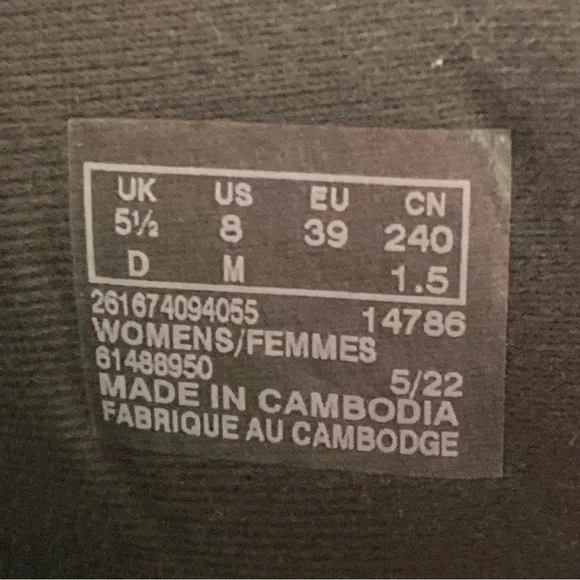 UK US EU CN
5½ 8 39 240
D M 1.5
261674094055 14786
WOMENS/FEMMES
61488950 5/22
MADE IN CAMBODIA
FABRIQUE AU CAMBODGE